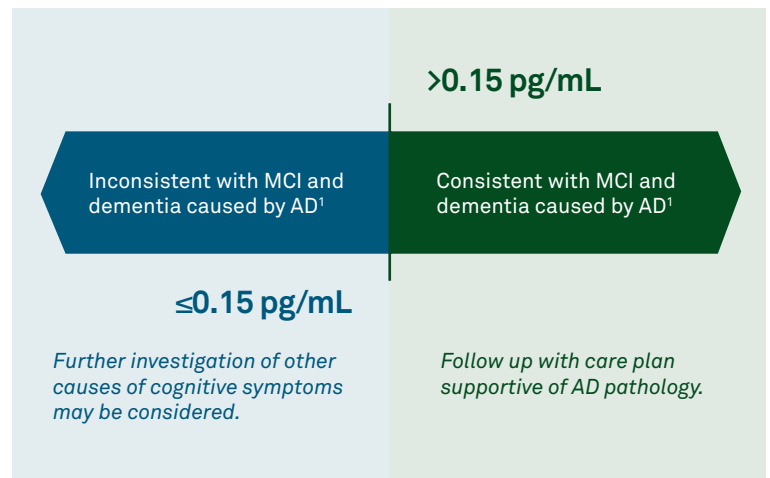 >0.15 pg/mL
Inconsistent with MCI and
dementia caused by AD¹
Consistent with MCI and
dementia caused by AD¹
≤0.15 pg/mL
Further investigation of other
causes of cognitive symptoms
may be considered.
Follow up with care plan
supportive of AD pathology.